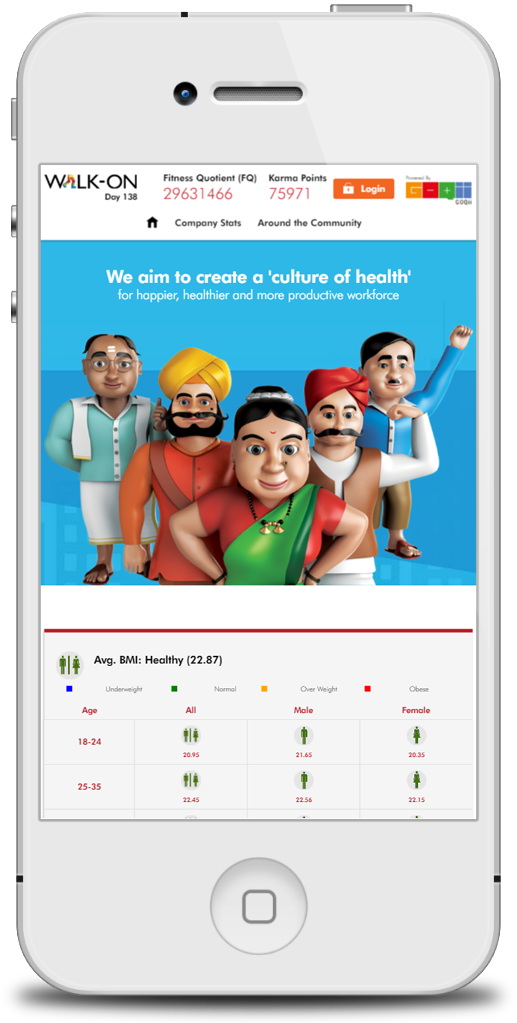 WALK-ON
Day 138
Fitness Quotient (FQ)
29631466
Karma Points
75971
Login
Powered By
GOQii
Company Stats
Around the Community
We aim to create a 'culture of health'
for happier, healthier and more productive workforce
Avg. BMI: Healthy (22.87)
Underweight
Normal
Over Weight
Obese
Age All Male Female
18-24
20.95 21.65 20.35
25-35
22.45 22.56 22.15